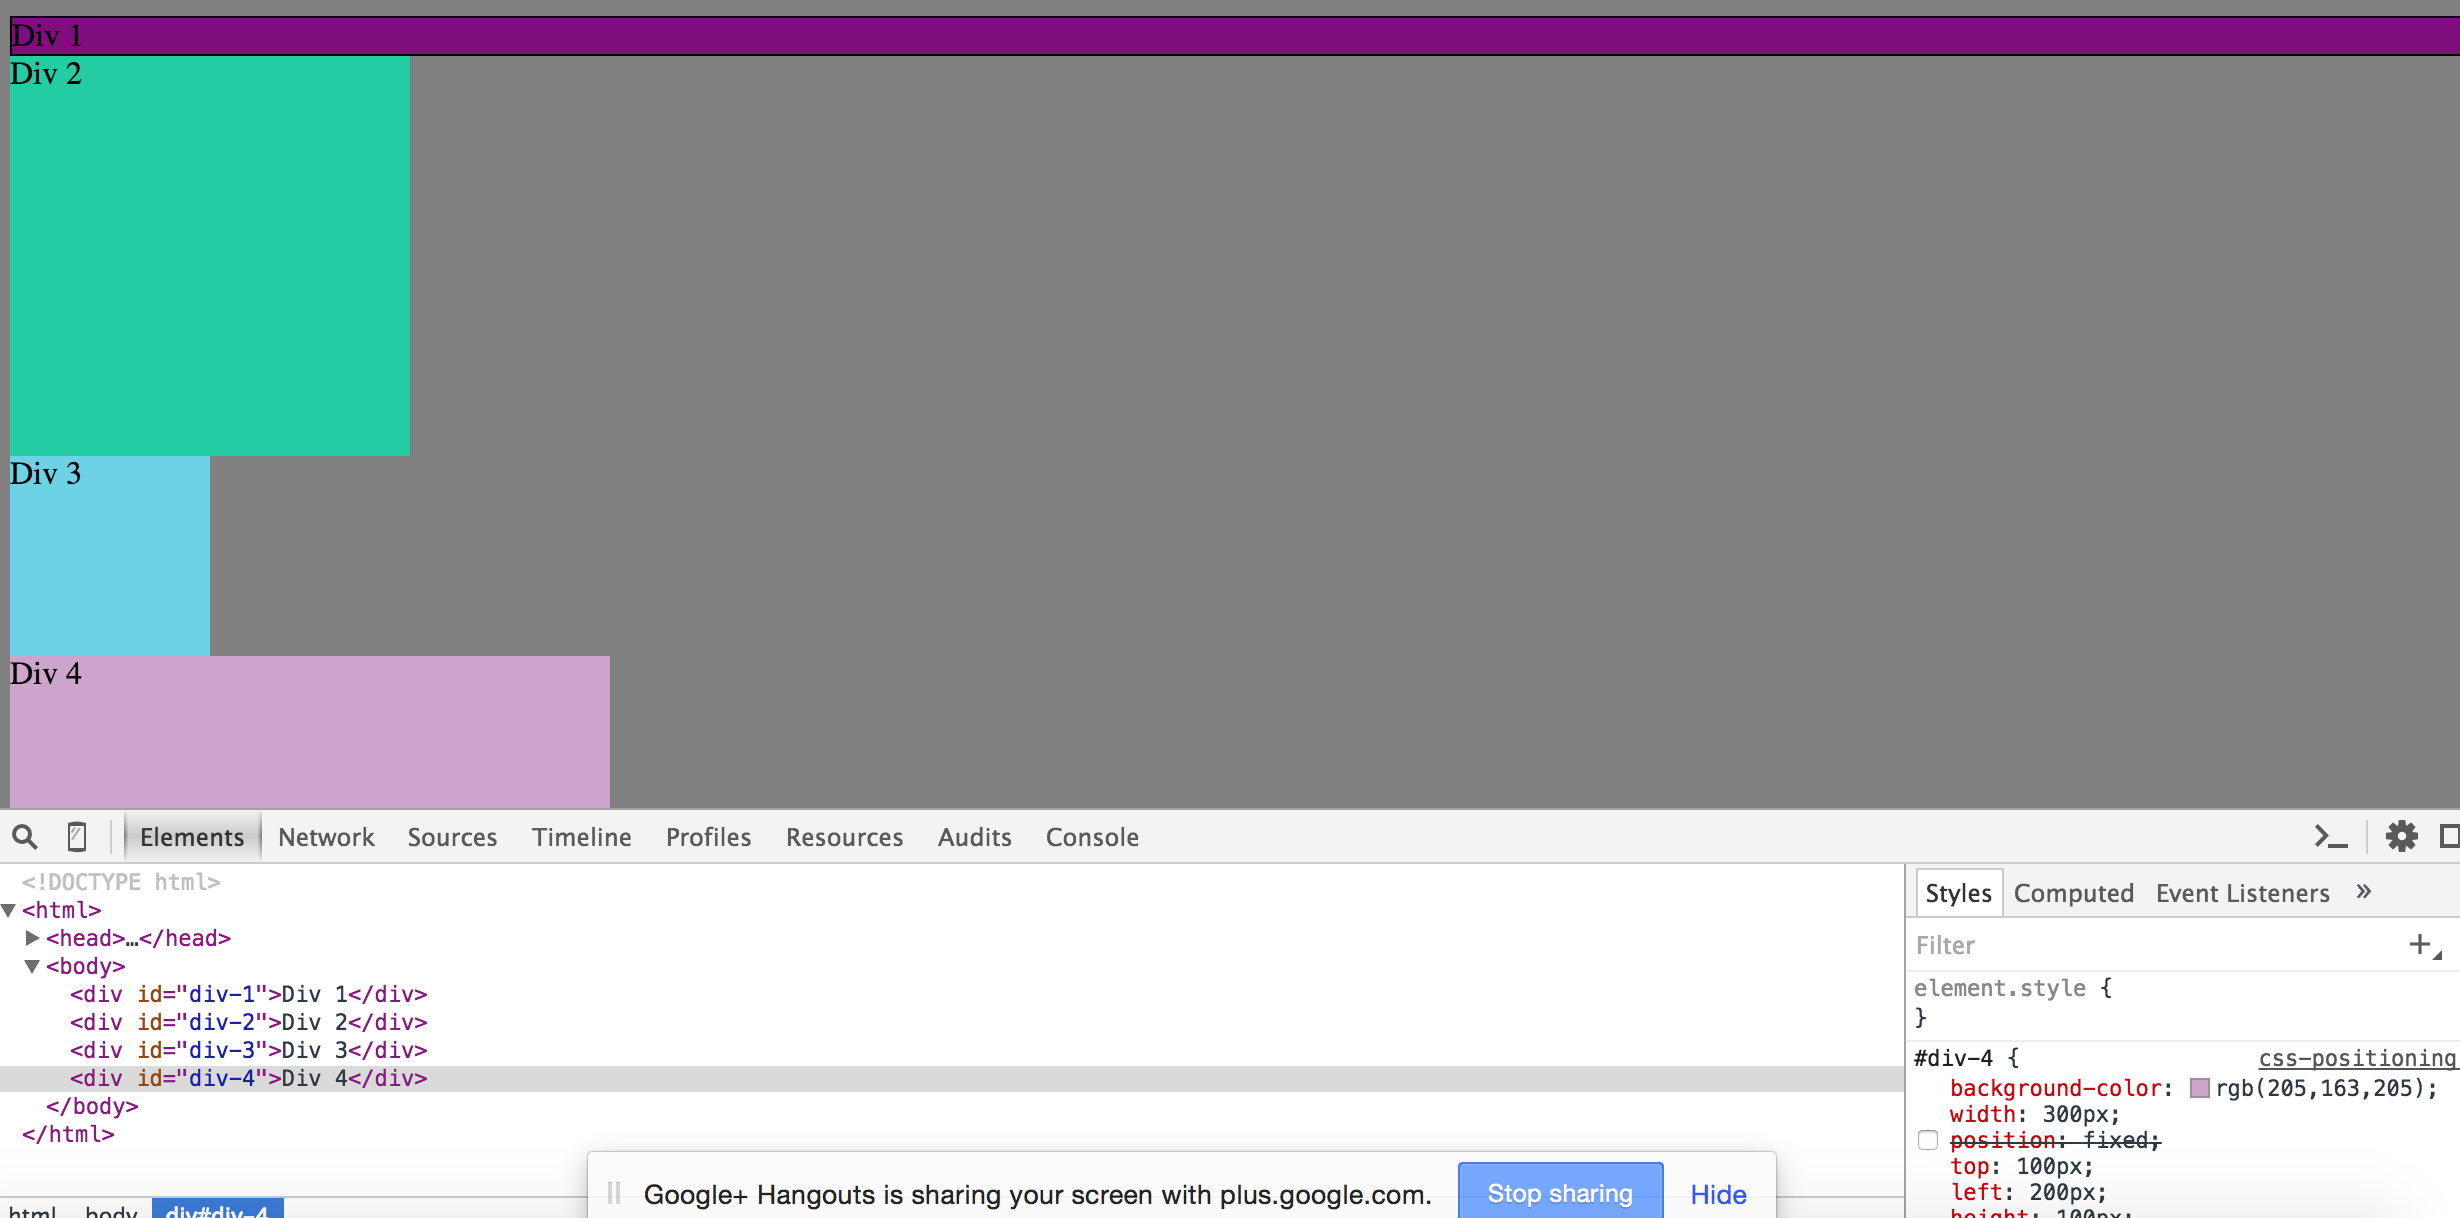 Div 1
Div 2
Div 3
Div 4
Elements Network Sources Timeline Profiles Resources Audits Console
<!DOCTYPE html>
<html>
<head>…</head>
<body>
<div id="div-1">Div 1</div>
<div id="div-2">Div 2</div>
<div id="div-3">Div 3</div>
<div id="div-4">Div 4</div>
</body>
</html>
html body div#div-4
Styles Computed Event Listeners »
Filter
element.style {
}
#div-4 { css-positioning
background-color: rgb(205,163,205);
width: 300px;
position: fixed;
top: 100px;
left: 200px;
height: 100px;
Google+ Hangouts is sharing your screen with plus.google.com. Stop sharing Hide